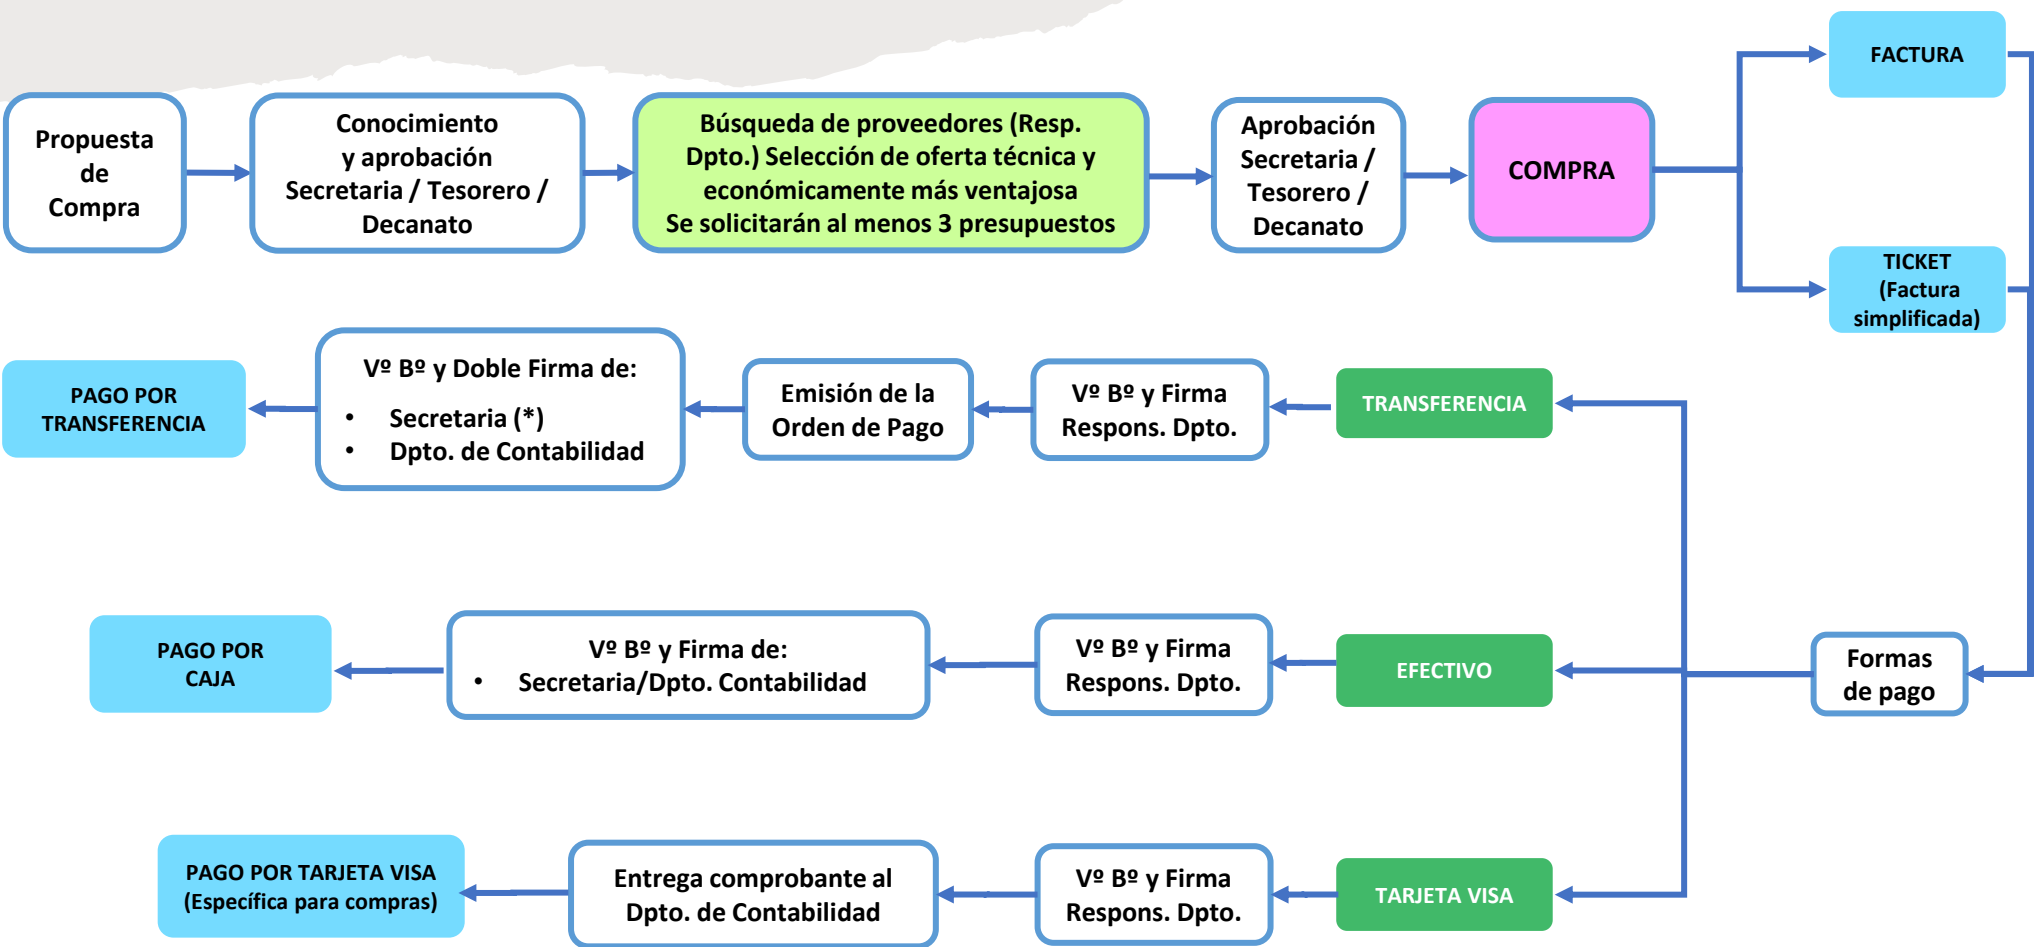 Propuesta
de
Compra
Conocimiento
y aprobación
Secretaria / Tesorero /
Decanato
Búsqueda de proveedores (Resp.
Dpto.) Selección de oferta técnica y
económicamente más ventajosa
Se solicitarán al menos 3 presupuestos
Aprobación
Secretaria /
Tesorero /
Decanato
COMPRA
FACTURA
TICKET
(Factura
simplificada)
PAGO POR
TRANSFERENCIA
Vº Bº y Doble Firma de:
• Secretaria (*)
• Dpto. de Contabilidad
Emisión de la
Orden de Pago
Vº Bº y Firma
Respons. Dpto.
TRANSFERENCIA
PAGO POR
CAJA
Vº Bº y Firma de:
• Secretaria/Dpto. Contabilidad
Vº Bº y Firma
Respons. Dpto.
EFECTIVO
Formas
de pago
PAGO POR TARJETA VISA
(Específica para compras)
Entrega comprobante al
Dpto. de Contabilidad
Vº Bº y Firma
Respons. Dpto.
TARJETA VISA